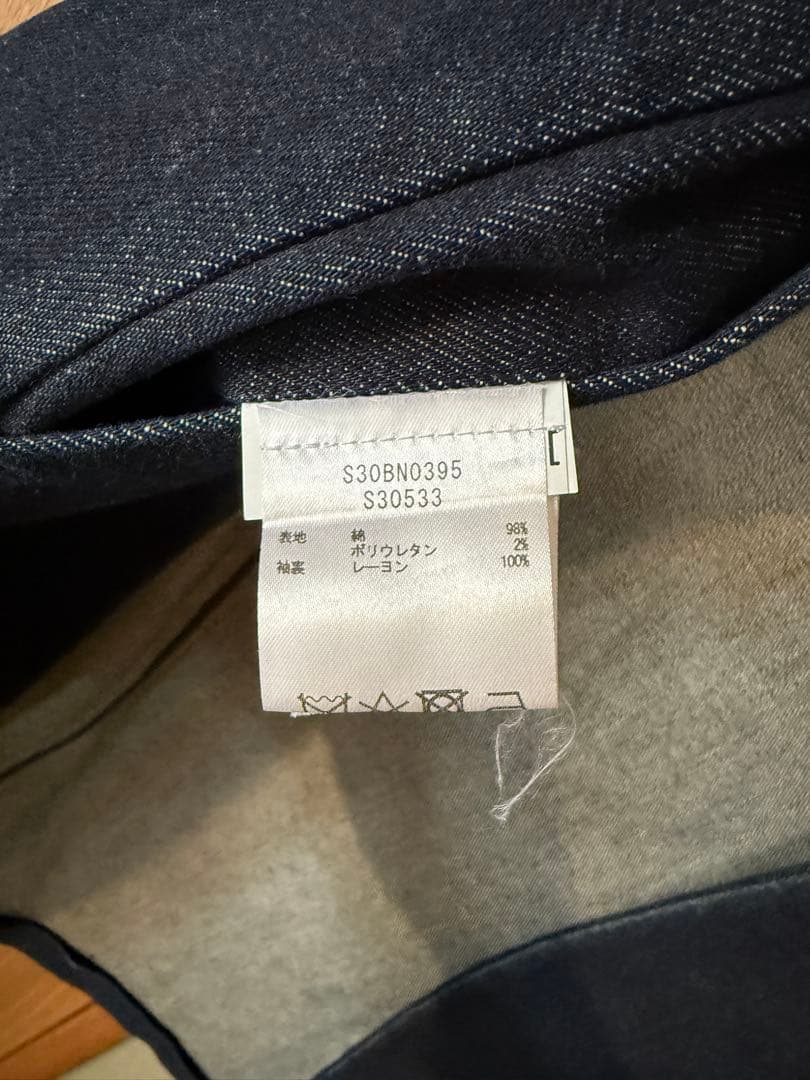 S30BN0395
S30533
表地 綿 98%
ポリウレタン 2%
袖裏 レーヨン 100%